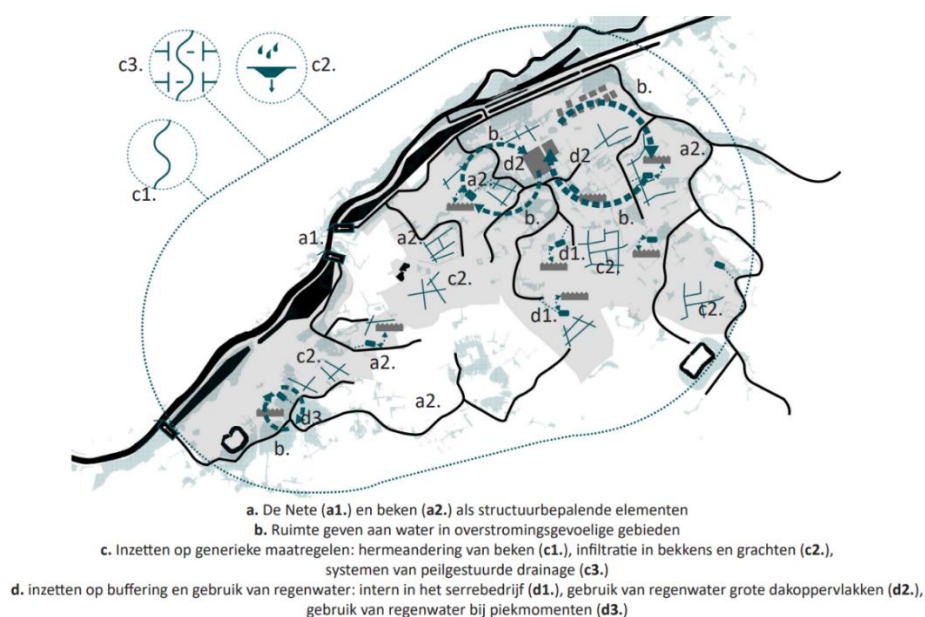 c3.
c2.
c1.
b.
b.
a2.
d2
d2
a2.
b.
b.
a1.
a2.
d1.
c2.
c2.
c2.
d1.
c2.
a2.
a2.
d3
b.
a. De Nete (a1.) en beken (a2.) als structuurbepalende elementen
b. Ruimte geven aan water in overstromingsgevoelige gebieden
c. Inzetten op generieke maatregelen: hermeandering van beken (c1.), infiltratie in bekkens en grachten (c2.),
systemen van peilgestuurde drainage (c3.)
d. inzetten op buffering en gebruik van regenwater: intern in het serrebedrijf (d1.), gebruik van regenwater grote dakoppervlakken (d2.),
gebruik van regenwater bij piekmomenten (d3.)